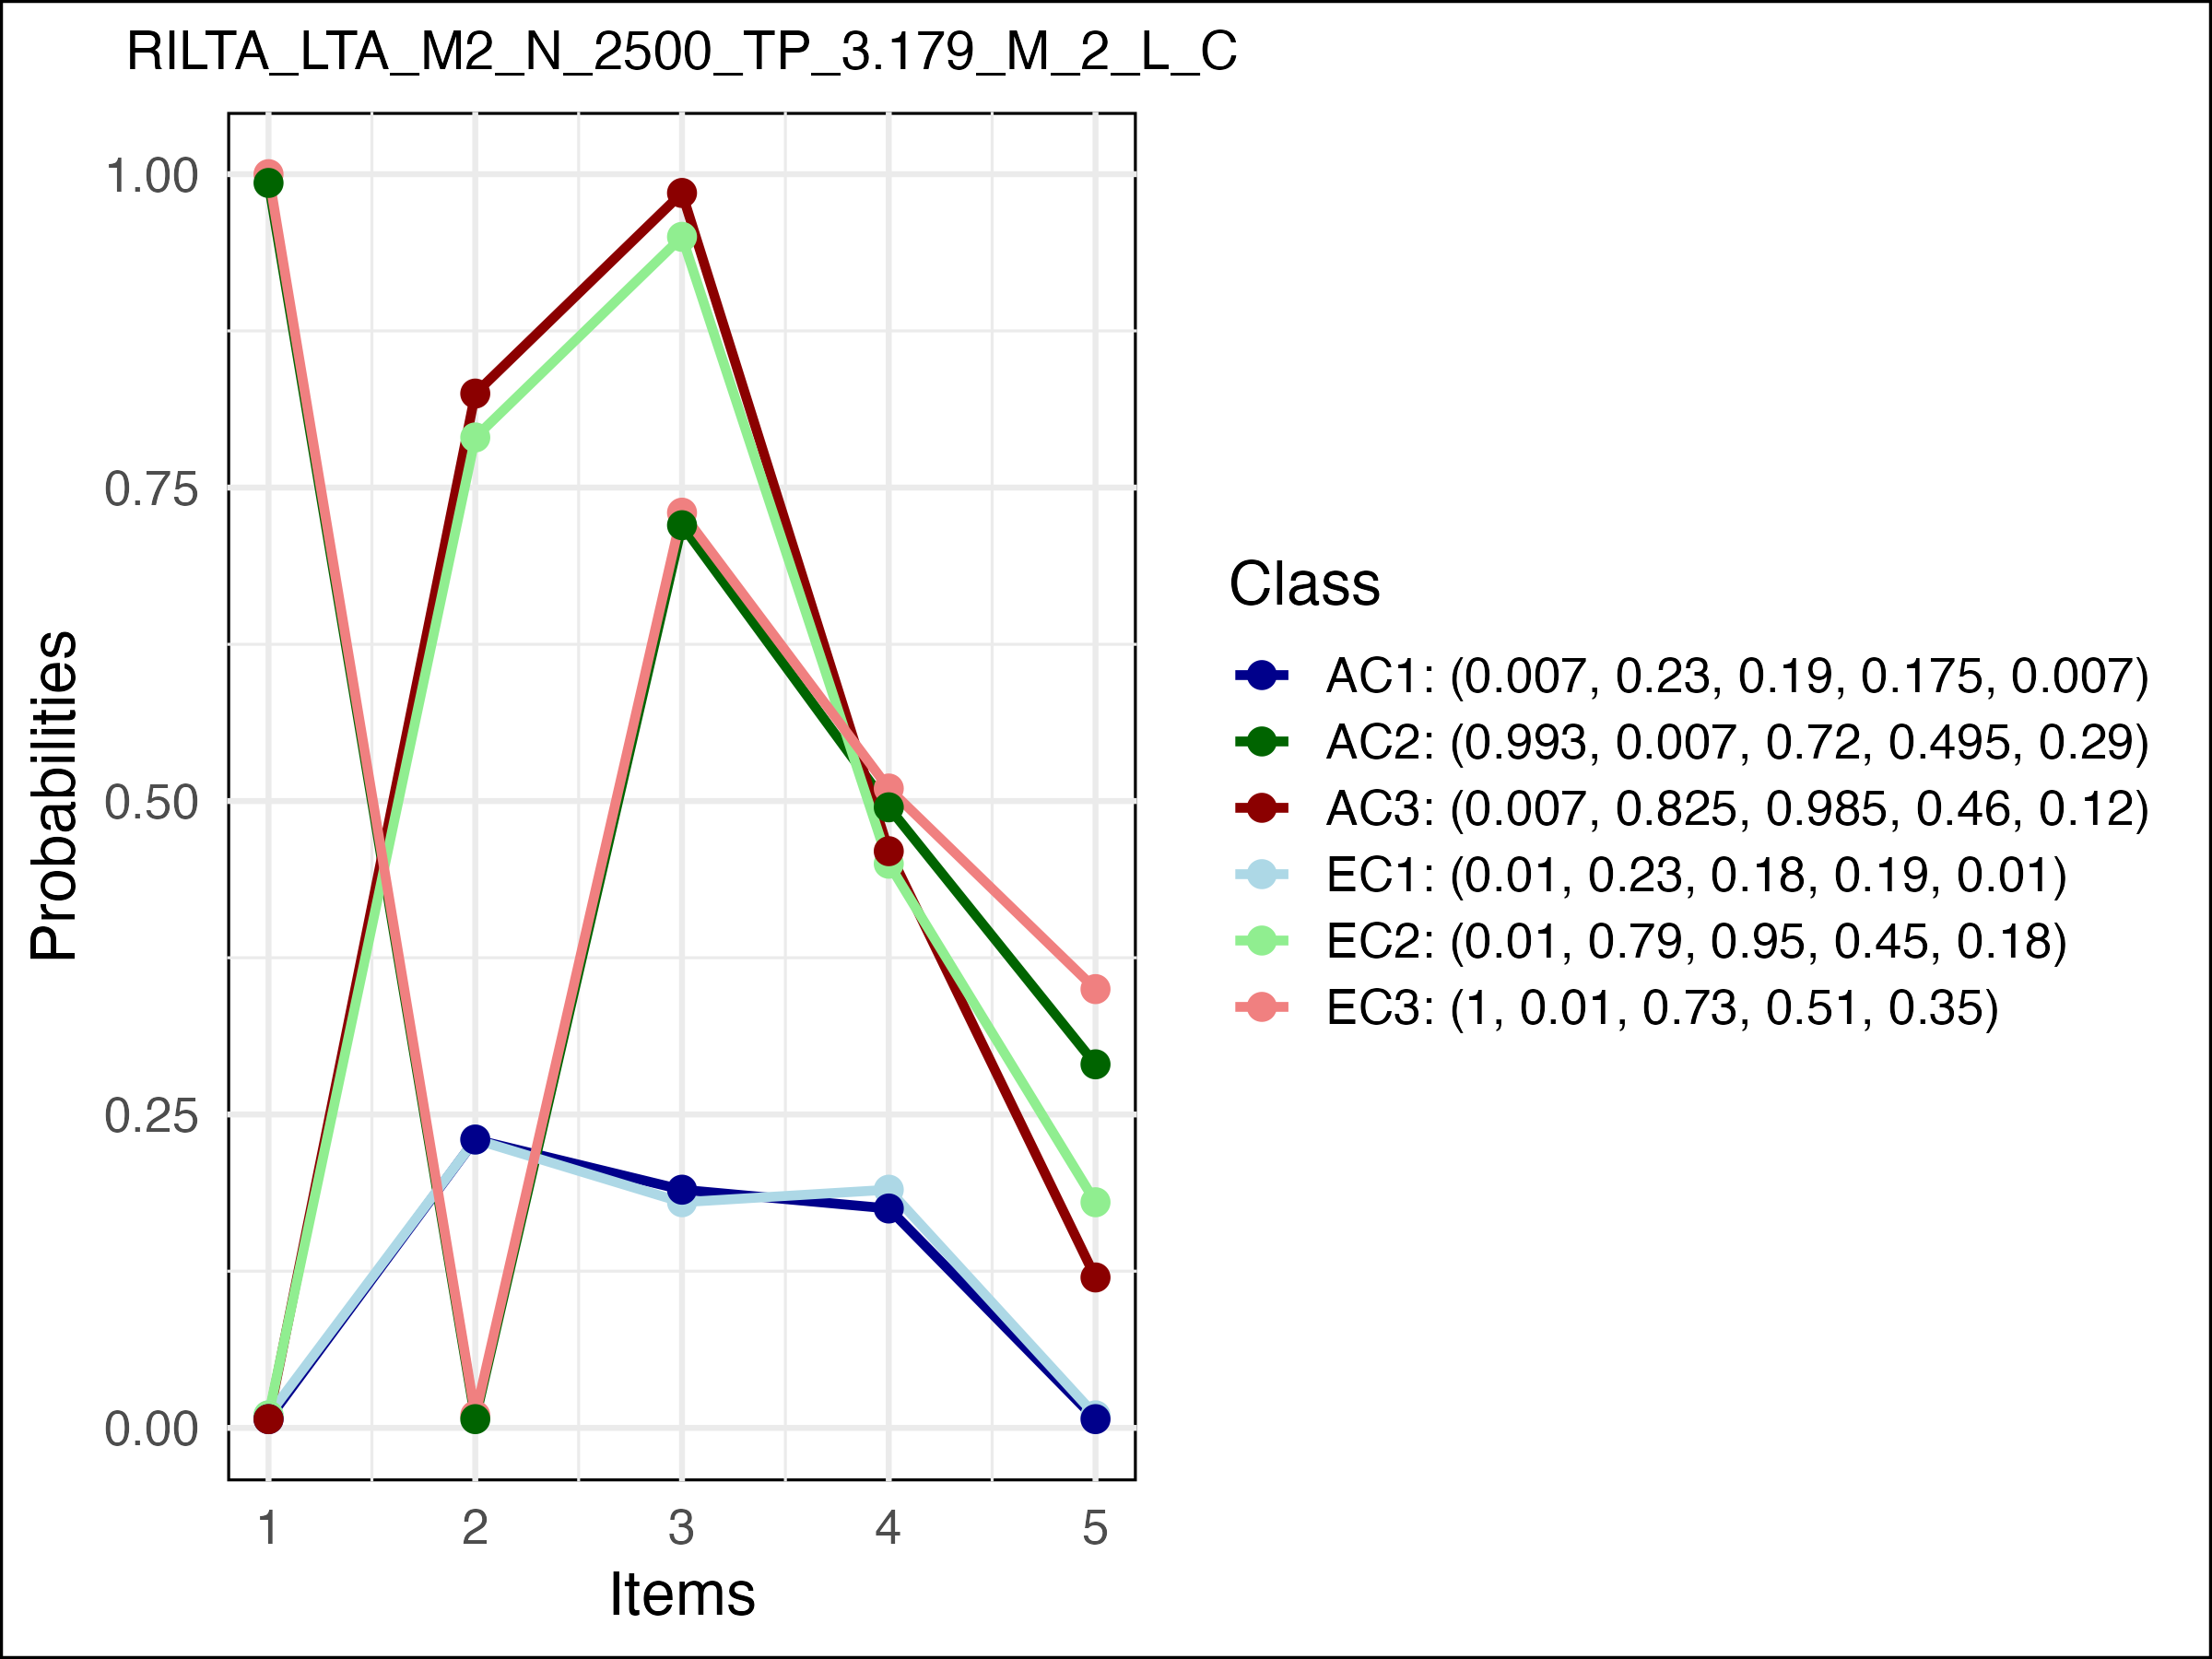 RILTA_LTA_M2_N_2500_TP_3.179_M_2_L_C
1.00
0.75
0.50
0.25
0.00
Probabilities
1 2 3 4 5
Items
Class
AC1: (0.007, 0.23, 0.19, 0.175, 0.007)
AC2: (0.993, 0.007, 0.72, 0.495, 0.29)
AC3: (0.007, 0.825, 0.985, 0.46, 0.12)
EC1: (0.01, 0.23, 0.18, 0.19, 0.01)
EC2: (0.01, 0.79, 0.95, 0.45, 0.18)
EC3: (1, 0.01, 0.73, 0.51, 0.35)